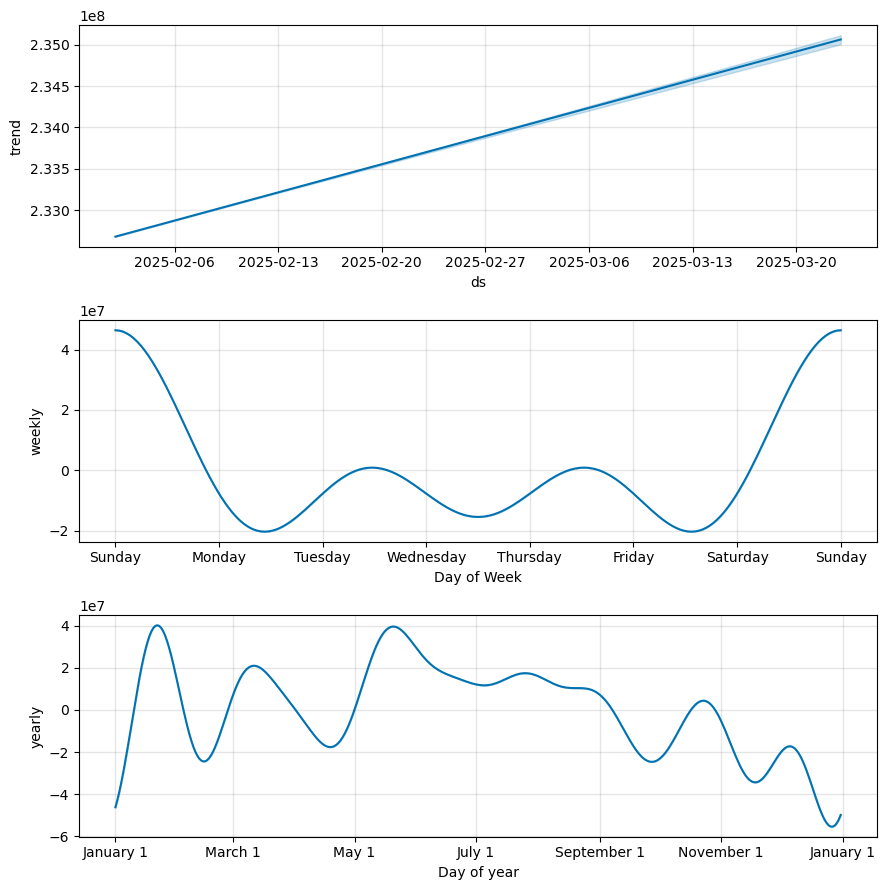 1e8
2.350
2.345
2.340
2.335
2.330
trend
2025-02-06 2025-02-13 2025-02-20 2025-02-27 2025-03-06 2025-03-13 2025-03-20
ds
1e7
4
2
0
−2
weekly
Sunday Monday Tuesday Wednesday Thursday Friday Saturday Sunday
Day of Week
1e7
4
2
0
−2
−4
−6
yearly
January 1 March 1 May 1 July 1 September 1 November 1 January 1
Day of year